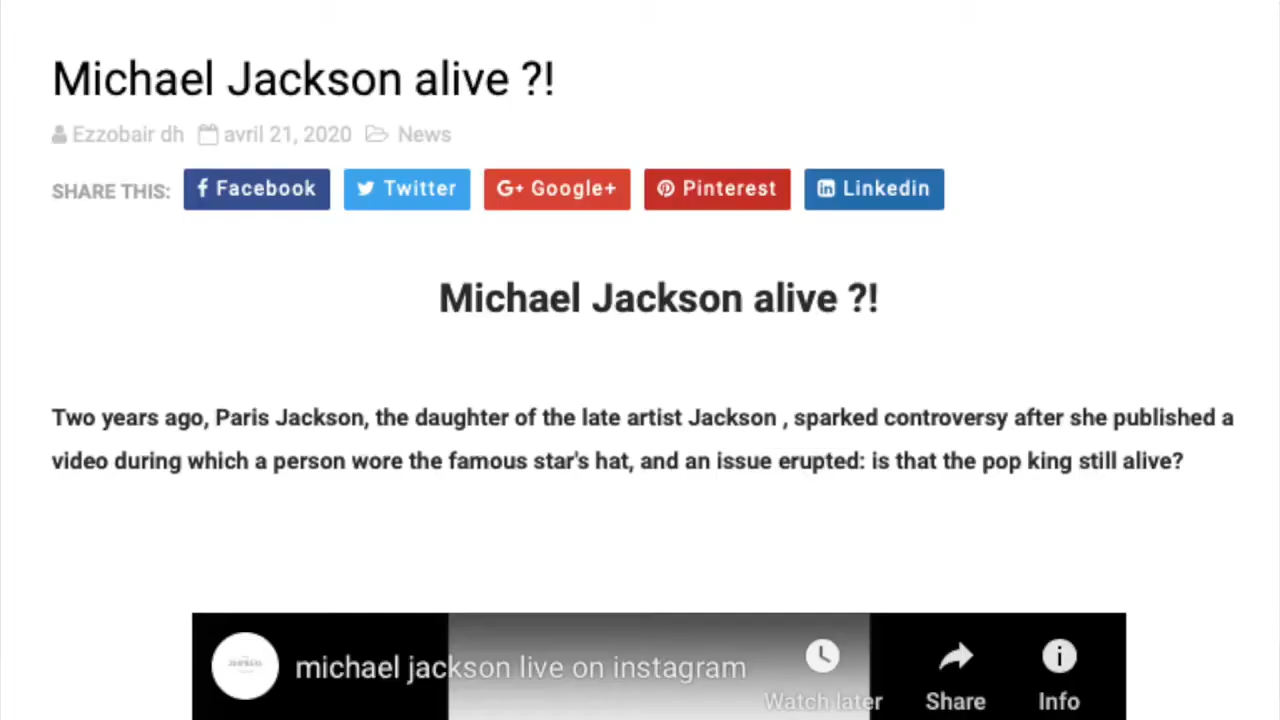 Michael Jackson alive ?!
Ezzobair dh avril 21, 2020 News
SHARE THIS: Facebook Twitter G+ Google+ Pinterest in Linkedin
Michael Jackson alive ?!
Two years ago, Paris Jackson, the daughter of the late artist Jackson , sparked controversy after she published a
video during which a person wore the famous star's hat, and an issue erupted: is that the pop king still alive?
michael jackson live on instagram
Watch later Share Info